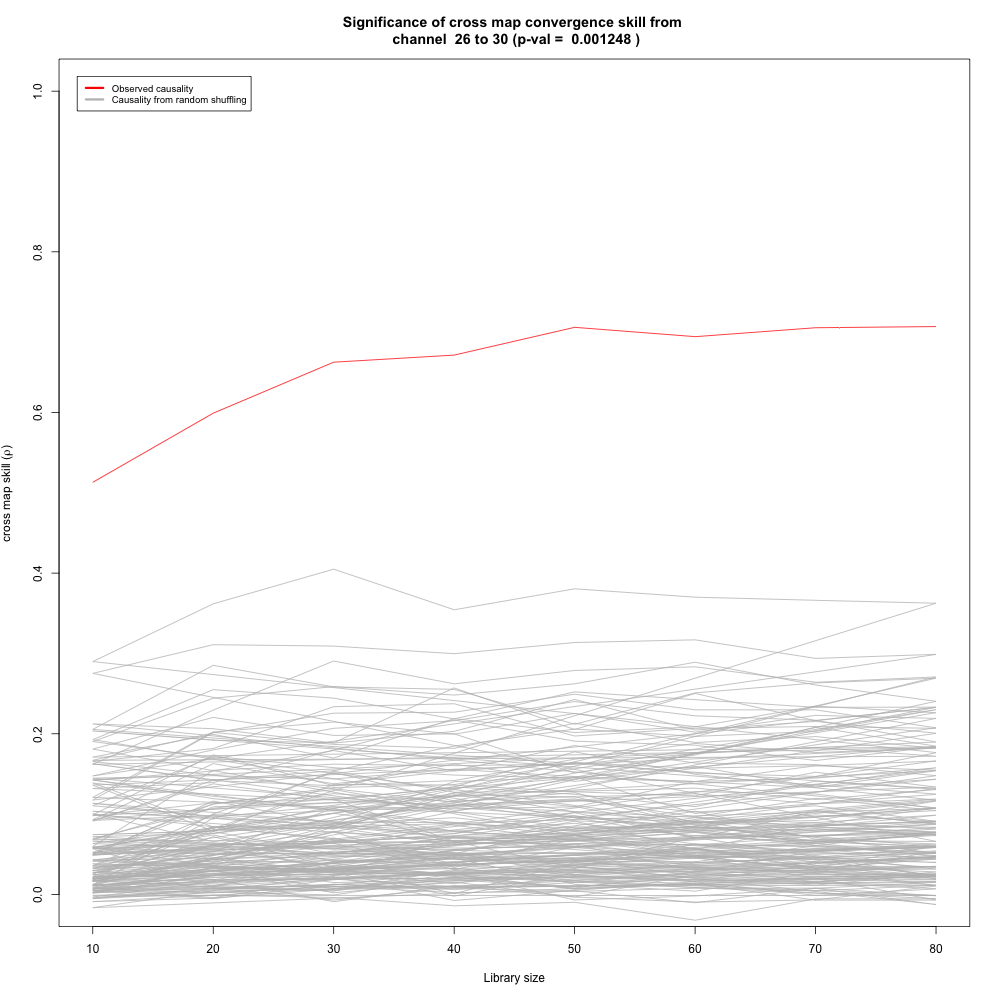 Significance of cross map convergence skill from
channel  26 to 30 (p-val =  0.001248 )
Observed causality
Causality from random shuffling
cross map skill (ρ)
1.0
0.8
0.6
0.4
0.2
0.0
10 20 30 40 50 60 70 80
Library size